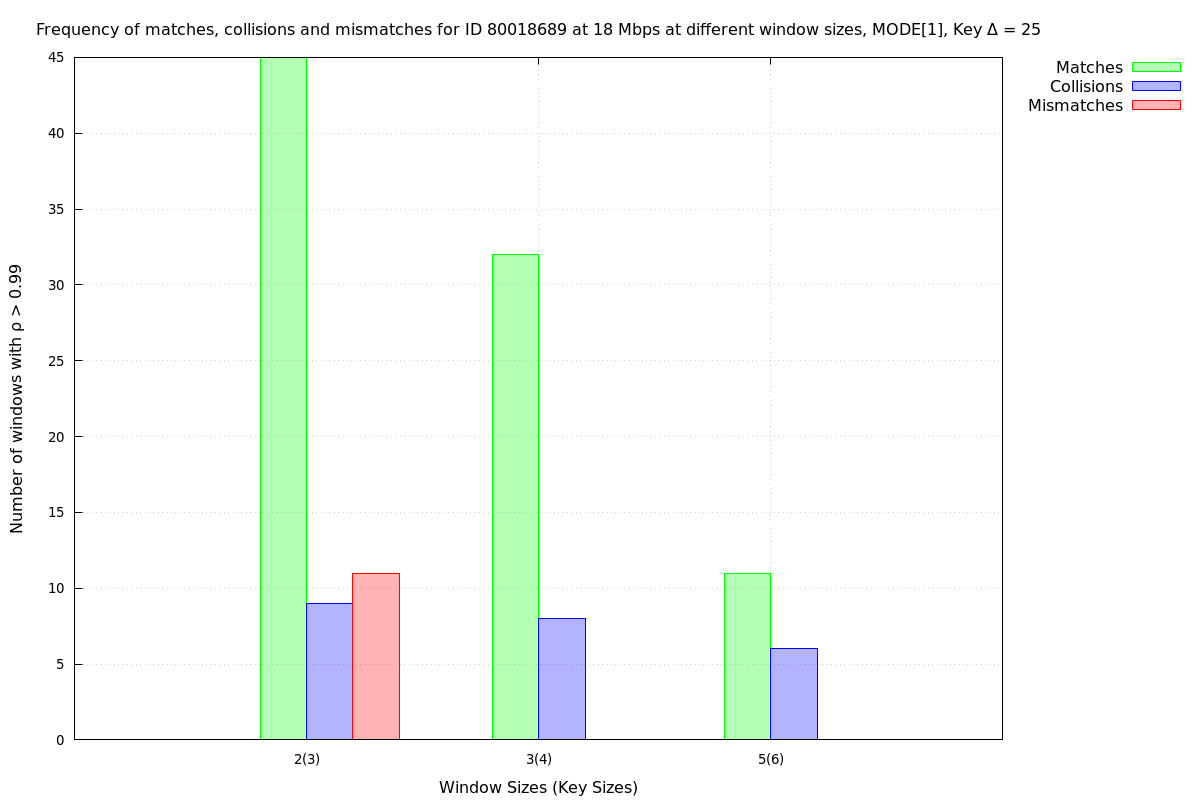 Frequency of matches, collisions and mismatches for ID 80018689 at 18 Mbps at different window sizes, MODE[1], Key Δ = 25
Matches
Collisions
Mismatches
Number of windows with ρ > 0.99
45
40
35
30
25
20
15
10
5
0
2(3)
3(4)
5(6)
Window Sizes (Key Sizes)